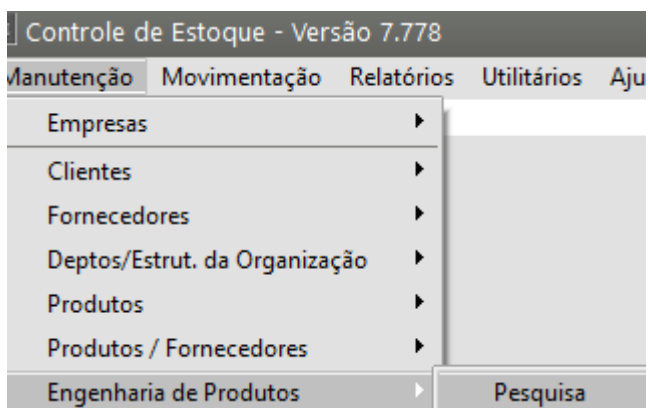 Controle de Estoque - Versão 7.778
Manutenção Movimentação Relatórios Utilitários Aju
Empresas
Clientes
Fornecedores
Deptos/Estrut. da Organização
Produtos
Produtos / Fornecedores
Engenharia de Produtos Pesquisa